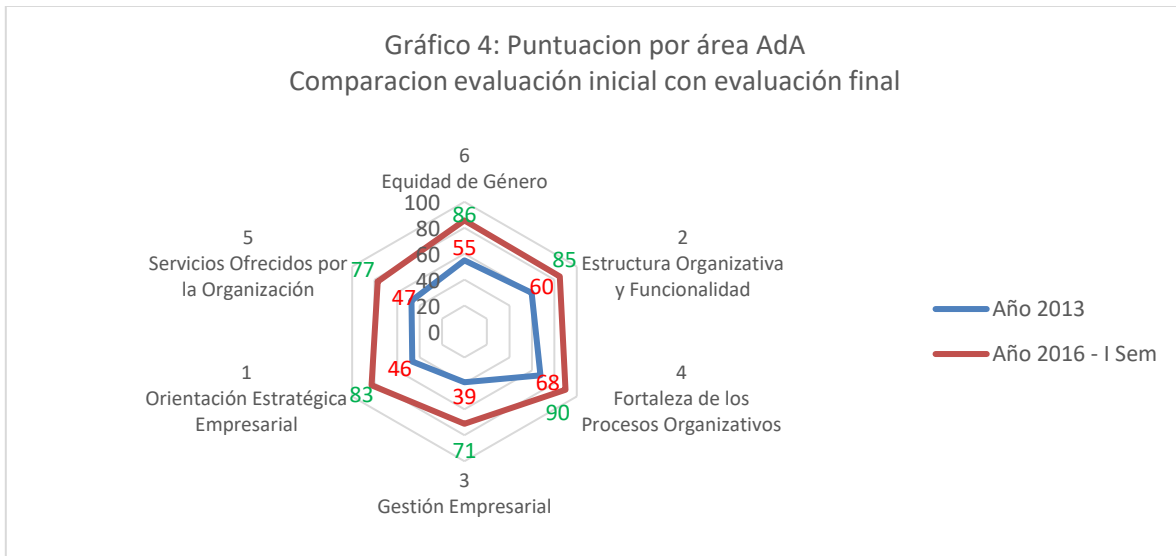 Gráfico 4: Puntuacion por área AdA
Comparacion evaluación inicial con evaluación final
6
Equidad de Género
100
80
60
40
20
0
86
55
2
Estructura Organizativa
y Funcionalidad
85
60
4
Fortaleza de los
Procesos Organizativos
68
90
3
Gestión Empresarial
39
71
1
Orientación Estratégica
Empresarial
46
83
5
Servicios Ofrecidos por
la Organización
77
47
Año 2013
Año 2016 - I Sem